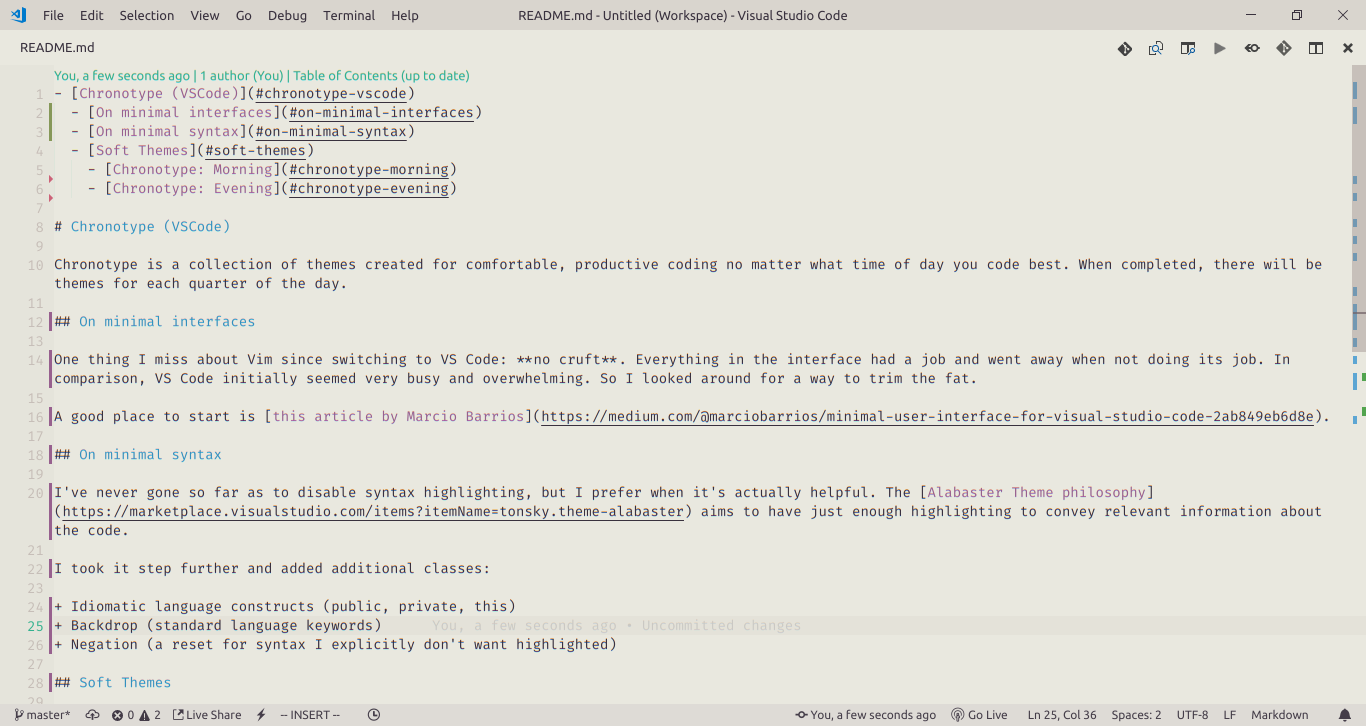 File Edit Selection View Go Debug Terminal Help README.md - Untitled (Workspace) - Visual Studio Code
README.md
You, a few seconds ago | 1 author (You) | Table of Contents (up to date)
1 - [Chronotype (VSCode)](#chronotype-vscode)
2 - [On minimal interfaces](#on-minimal-interfaces)
3 - [On minimal syntax](#on-minimal-syntax)
4 - [Soft Themes](#soft-themes)
5 - [Chronotype: Morning](#chronotype-morning)
6 - [Chronotype: Evening](#chronotype-evening)
7
8 # Chronotype (VSCode)
9
10 Chronotype is a collection of themes created for comfortable, productive coding no matter what time of day you code best. When completed, there will be
themes for each quarter of the day.
11
12 ## On minimal interfaces
13
14 One thing I miss about Vim since switching to VS Code: **no cruft**. Everything in the interface had a job and went away when not doing its job. In
comparison, VS Code initially seemed very busy and overwhelming. So I looked around for a way to trim the fat.
15
16 A good place to start is [this article by Marcio Barrios](https://medium.com/@marciobarrios/minimal-user-interface-for-visual-studio-code-2ab849eb6d8e).
17
18 ## On minimal syntax
19
20 I've never gone so far as to disable syntax highlighting, but I prefer when it's actually helpful. The [Alabaster Theme philosophy]
(https://marketplace.visualstudio.com/items?itemName=tonsky.theme-alabaster) aims to have just enough highlighting to convey relevant information about
the code.
21
22 I took it step further and added additional classes:
23
24 + Idiomatic language constructs (public, private, this)
25 + Backdrop (standard language keywords) You, a few seconds ago • Uncommitted changes
26 + Negation (a reset for syntax I explicitly don't want highlighted)
27
28 ## Soft Themes
29
master* 0 2 Live Share -- INSERT -- You, a few seconds ago Go Live Ln 25, Col 36 Spaces: 2 UTF-8 LF Markdown